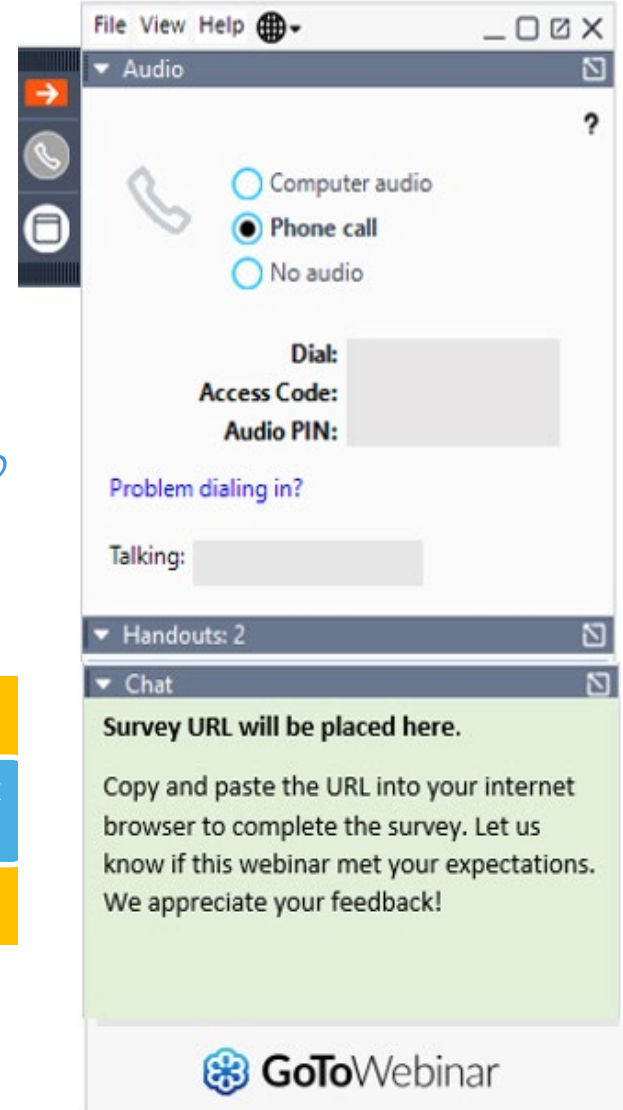 File View Help
Audio
?
Computer audio
Phone call
No audio
Dial:
Access Code:
Audio PIN:
Problem dialing in?
Talking:
Handouts: 2
Chat
Survey URL will be placed here.
Copy and paste the URL into your internet
browser to complete the survey. Let us
know if this webinar met your expectations.
We appreciate your feedback!
GoToWebinar